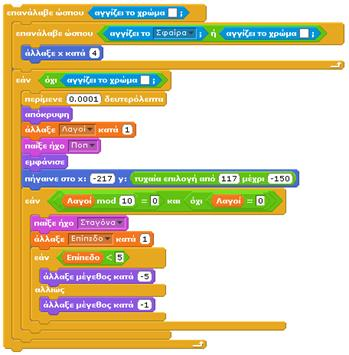 επανάλαβε ώσπου αγγίζει το χρώμα ;
επανάλαβε ώσπου αγγίζει το Σφαίρα ; ή αγγίζει το χρώμα ;
άλλαξε x κατά 4
εάν όχι αγγίζει το χρώμα ;
περίμενε 0.0001 δευτερόλεπτα
απόκρυψη
άλλαξε Λαγοί κατά 1
παίξε ήχο Ποπ
εμφάνισε
πήγαινε στο x: -217 y: τυχαία επιλογή από 117 μέχρι -150
εάν Λαγοί mod 10 = 0 και όχι Λαγοί = 0
παίξε ήχο Σταγόνα
άλλαξε Επίπεδο κατά 1
εάν Επίπεδο < 5
άλλαξε μέγεθος κατά -5
αλλιώς
άλλαξε μέγεθος κατά -1